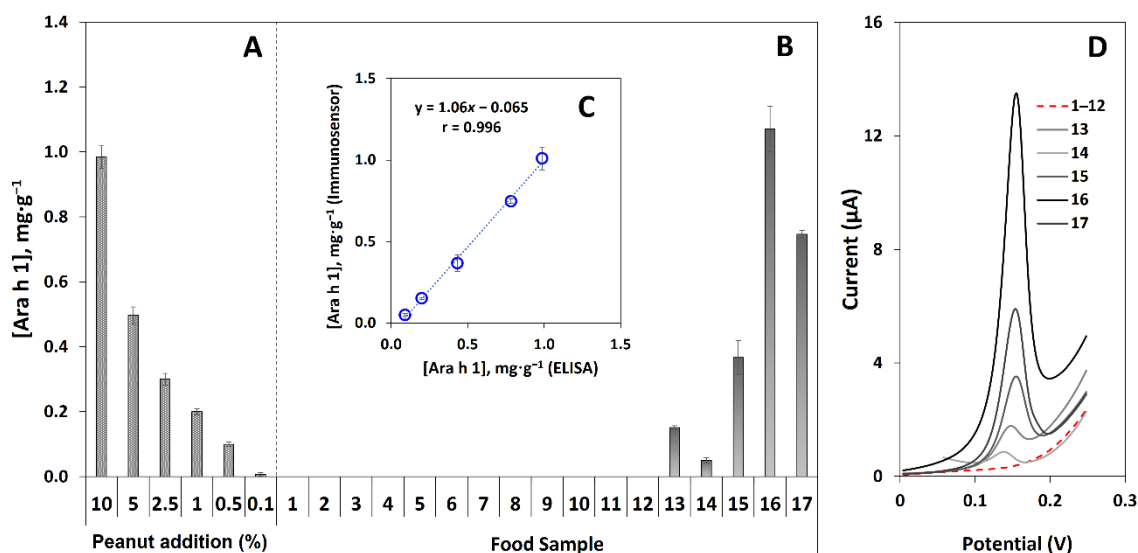 A
B
1.4
1.2
1.0
0.8
0.6
0.4
0.2
0.0
[Ara h 1], mg·g⁻¹
10 5 2.5 1 0.5 0.1 1 2 3 4 5 6 7 8 9 10 11 12 13 14 15 16 17
Peanut addition (%) Food Sample
C
y = 1.06x – 0.065
r = 0.996
1.5
1.0
0.5
0.0
[Ara h 1], mg·g⁻¹ (Immunosensor)
0.0 0.5 1.0 1.5
[Ara h 1], mg·g⁻¹ (ELISA)
D
16
12
8
4
0
Current (µA)
1–12
13
14
15
16
17
0 0.1 0.2 0.3
Potential (V)